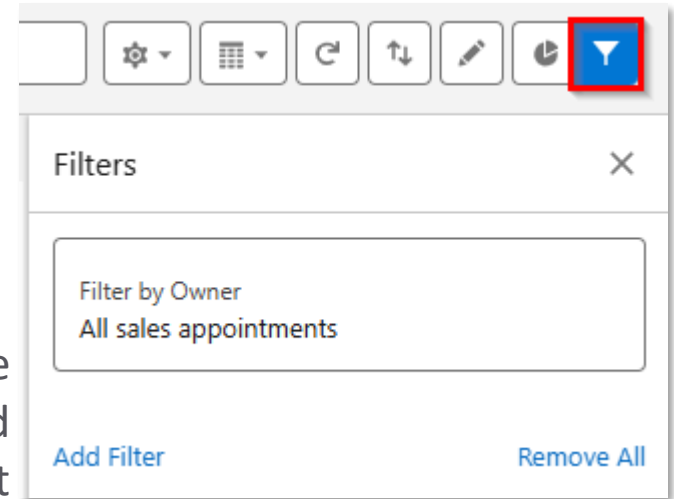 Filters
Filter by Owner
All sales appointments
Add Filter
Remove All